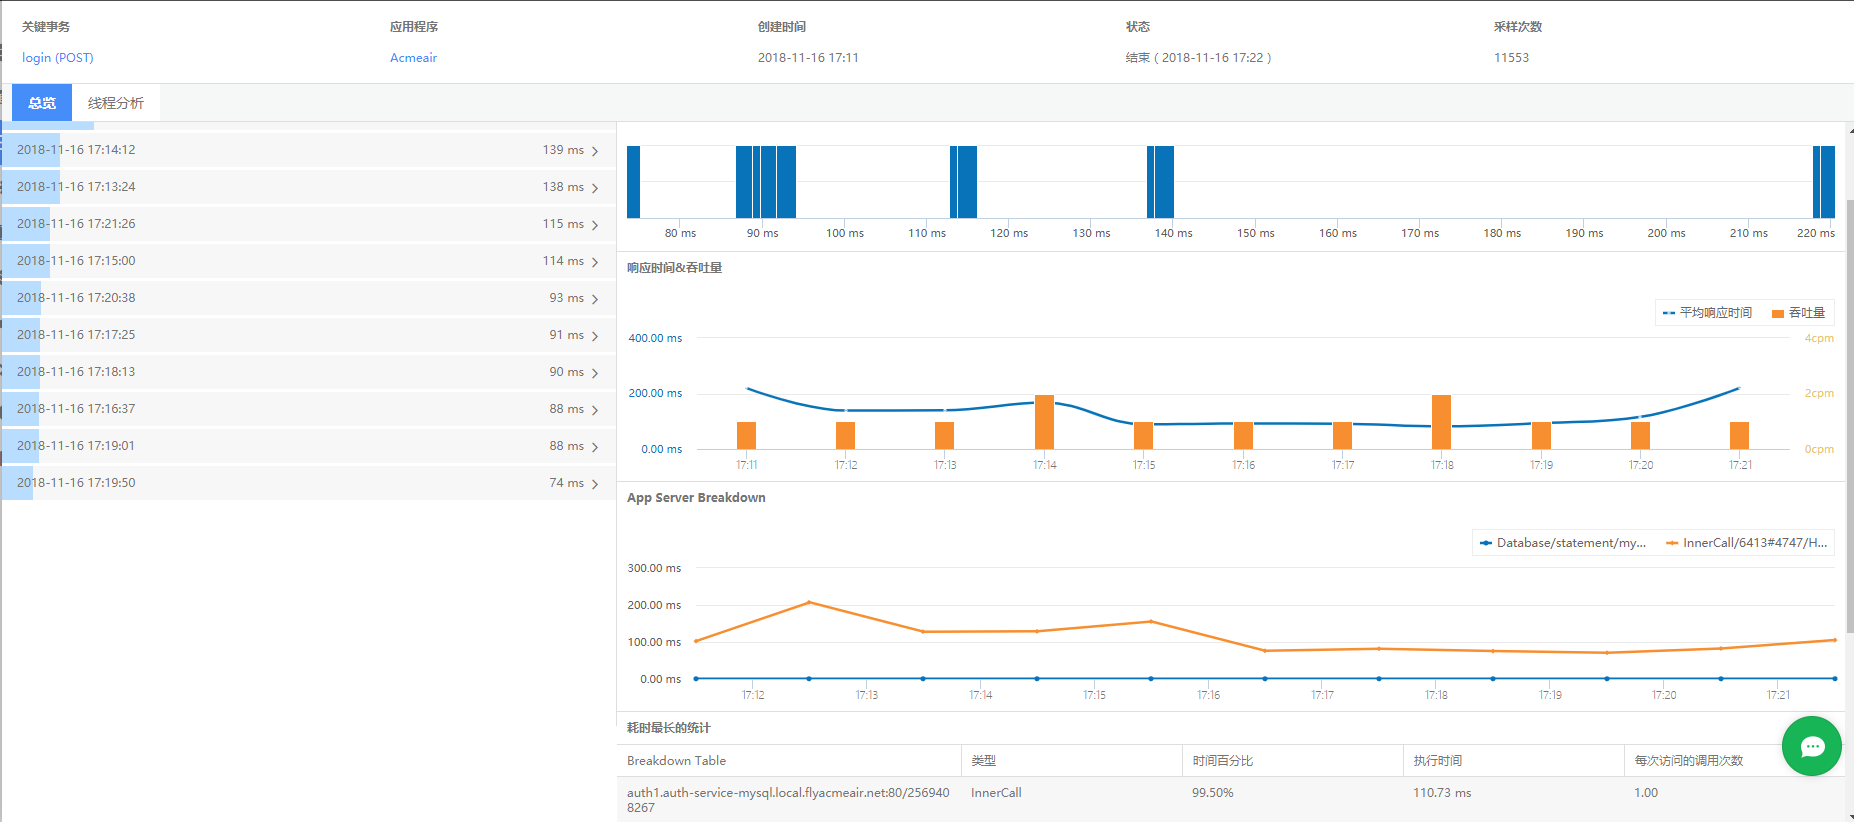 关键事务 应用程序 创建时间 状态 采样次数
login (POST) Acmeair 2018-11-16 17:11 结束 ( 2018-11-16 17:22 ) 11553
总览 线程分析
2018-11-16 17:14:12 139 ms
2018-11-16 17:13:24 138 ms
2018-11-16 17:21:26 115 ms
2018-11-16 17:15:00 114 ms
2018-11-16 17:20:38 93 ms
2018-11-16 17:17:25 91 ms
2018-11-16 17:18:13 90 ms
2018-11-16 17:16:37 88 ms
2018-11-16 17:19:01 88 ms
2018-11-16 17:19:50 74 ms
80 ms 90 ms 100 ms 110 ms 120 ms 130 ms 140 ms 150 ms 160 ms 170 ms 180 ms 190 ms 200 ms 210 ms 220 ms
响应时间&吞吐量
平均响应时间 吞吐量
400.00 ms 4cpm
200.00 ms 2cpm
0.00 ms 0cpm
17:11 17:12 17:13 17:14 17:15 17:16 17:17 17:18 17:19 17:20 17:21
App Server Breakdown
Database/statement/my... InnerCall/6413#4747/H...
300.00 ms
200.00 ms
100.00 ms
0.00 ms
17:12 17:13 17:14 17:15 17:16 17:17 17:18 17:19 17:20 17:21
耗时最长的统计
Breakdown Table 类型 时间百分比 执行时间 每次访问的调用次数
auth1.auth-service-mysql.local.flyacmeair.net:80/256940 InnerCall 99.50% 110.73 ms 1.00
8267